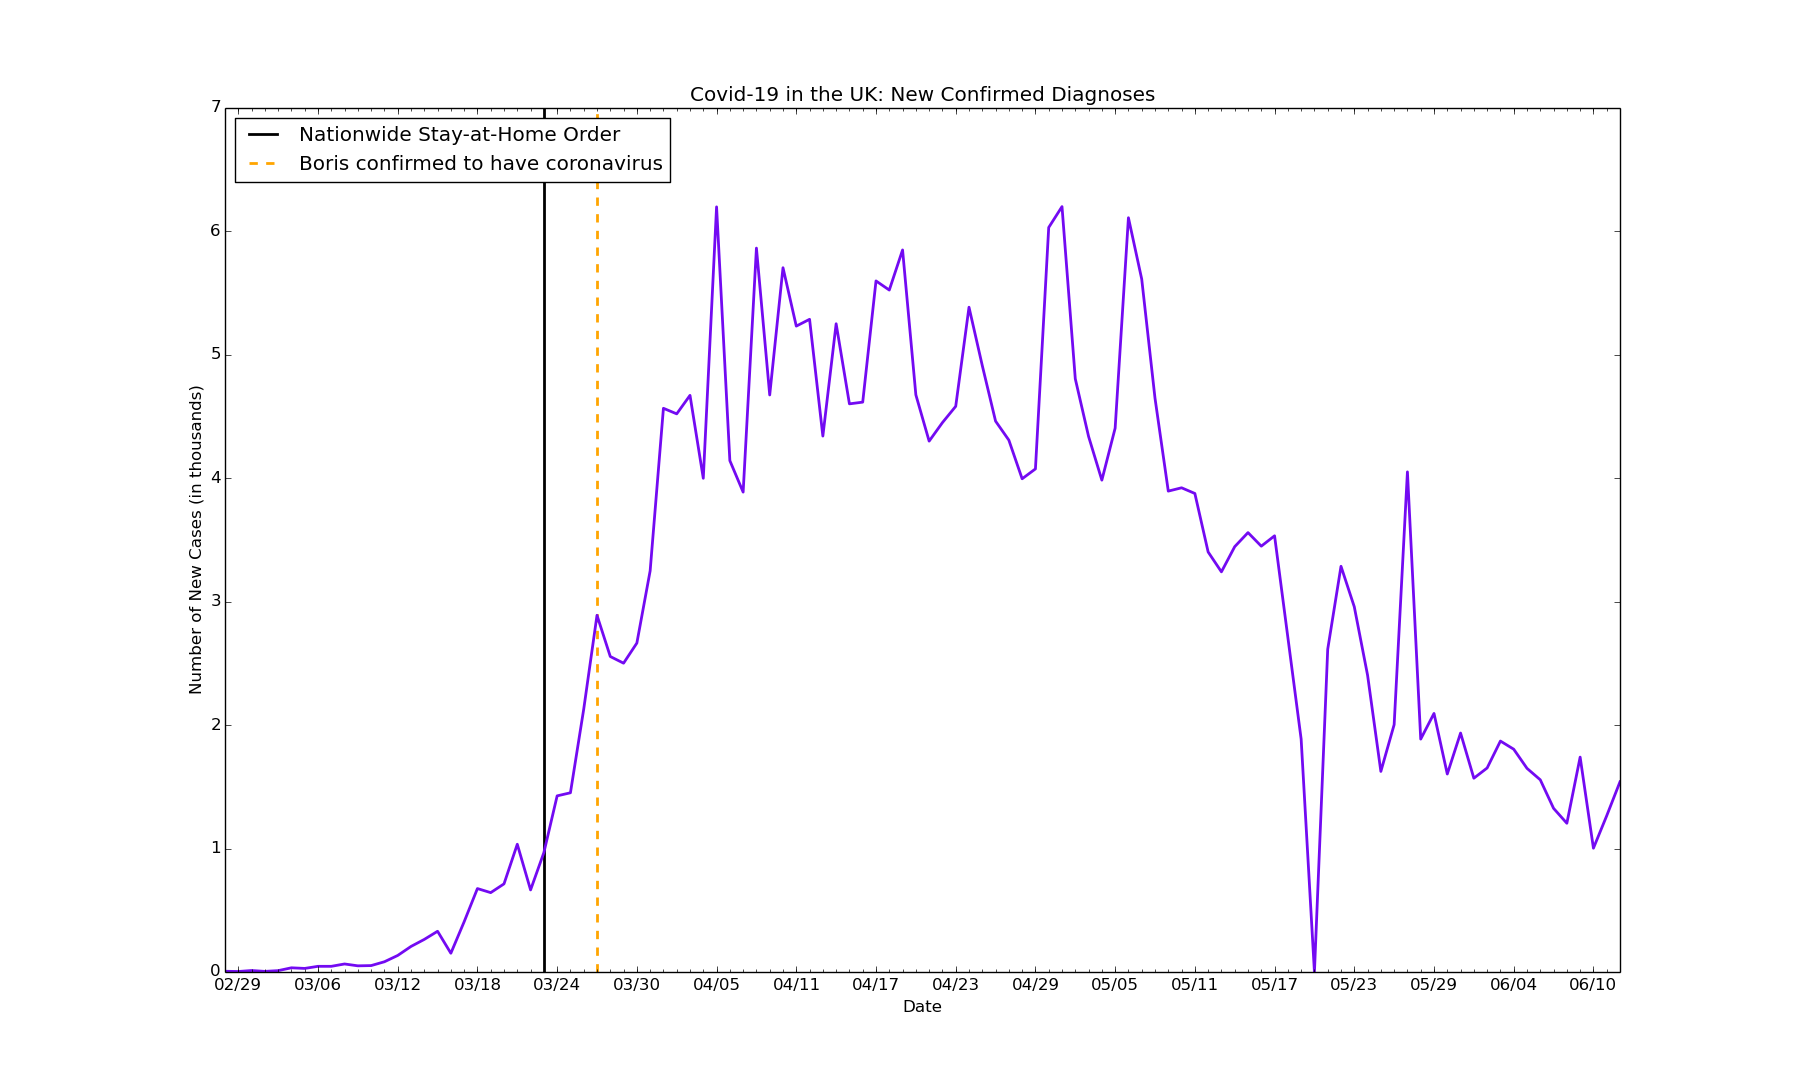 Covid-19 in the UK: New Confirmed Diagnoses
Nationwide Stay-at-Home Order
Boris confirmed to have coronavirus
Number of New Cases (in thousands)
7
6
5
4
3
2
1
0
02/29 03/06 03/12 03/18 03/24 03/30 04/05 04/11 04/17 04/23 04/29 05/05 05/11 05/17 05/23 05/29 06/04 06/10
Date